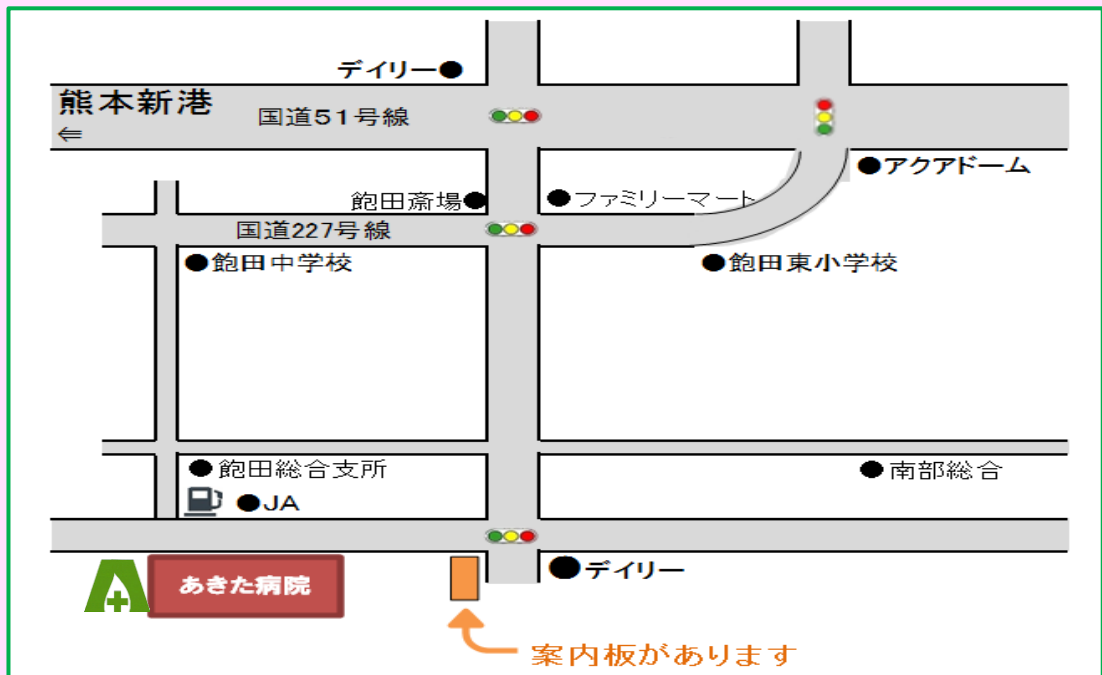 デイリー
熊本新港
⇐
国道51号線
アクアドーム
飽田斎場
ファミリーマート
国道227号線
飽田中学校
飽田東小学校
飽田総合支所
南部総合
JA
デイリー
あきた病院
案内板があります